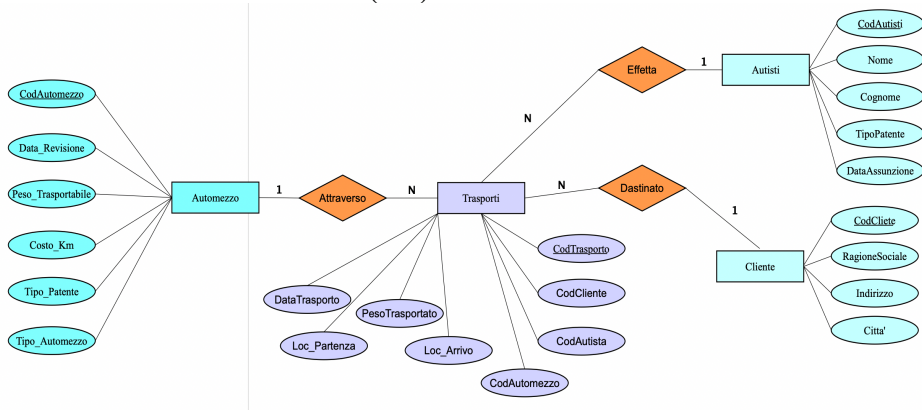 CodAutomezzo
Data_Revisione
Peso_Trasportabile
Costo_Km
Tipo_Patente
Tipo_Automezzo
Automezzo
1
Attraverso
N
Trasporti
DataTrasporto
Loc_Partenza
PesoTrasportato
Loc_Arrivo
CodTrasporto
CodCliente
CodAutista
CodAutomezzo
N
Effetta
1
Autisti
CodAutisti
Nome
Cognome
TipoPatente
DataAssunzione
N
Dastinato
1
Cliente
CodCliete
RagioneSociale
Indirizzo
Citta'